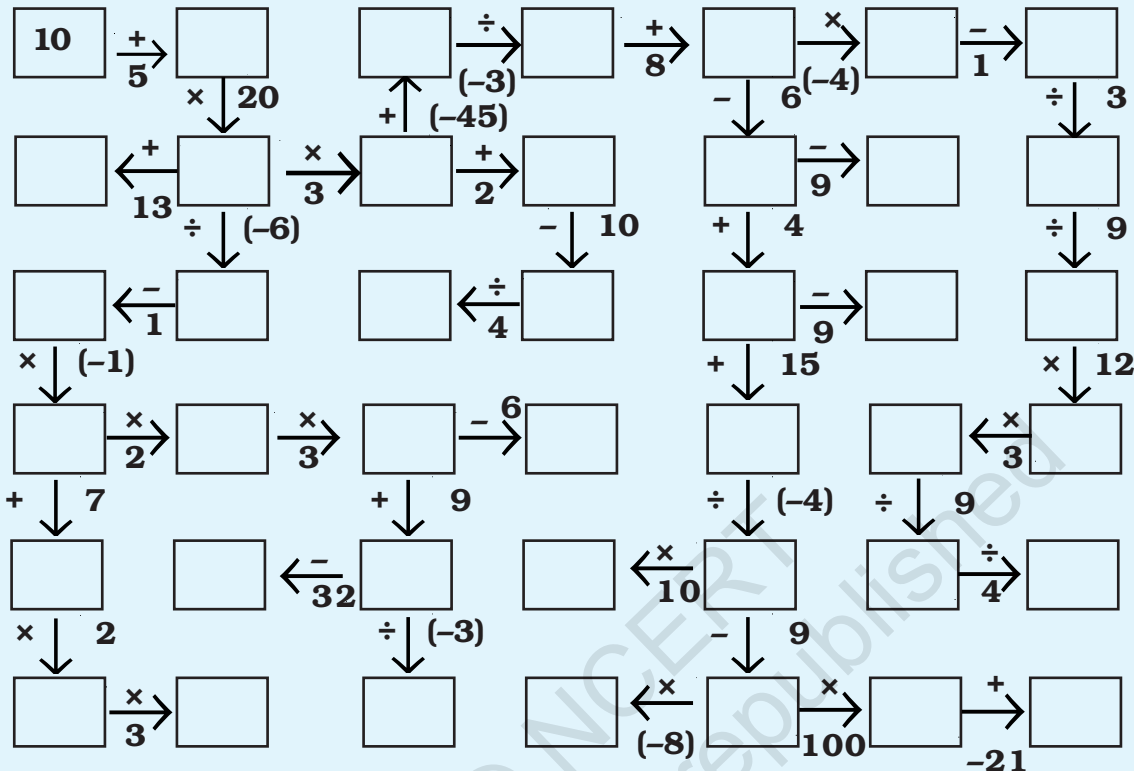 10 + 5 ÷ (–3) + 8 × (–4) – 1
× 20 + (–45) – 6 ÷ 3
+ 13 × 3 + 2 – 9
÷ (–6) – 10 + 4 ÷ 9
– 1 ÷ 4 – 9
× (–1) + 15 × 12
× 2 × 3 – 6 × 3
+ 7 + 9 ÷ (–4) ÷ 9
– 32 × 10 ÷ 4
× 2 ÷ (–3) – 9
× 3 × (–8) × 100 + –21
NCERT
republished